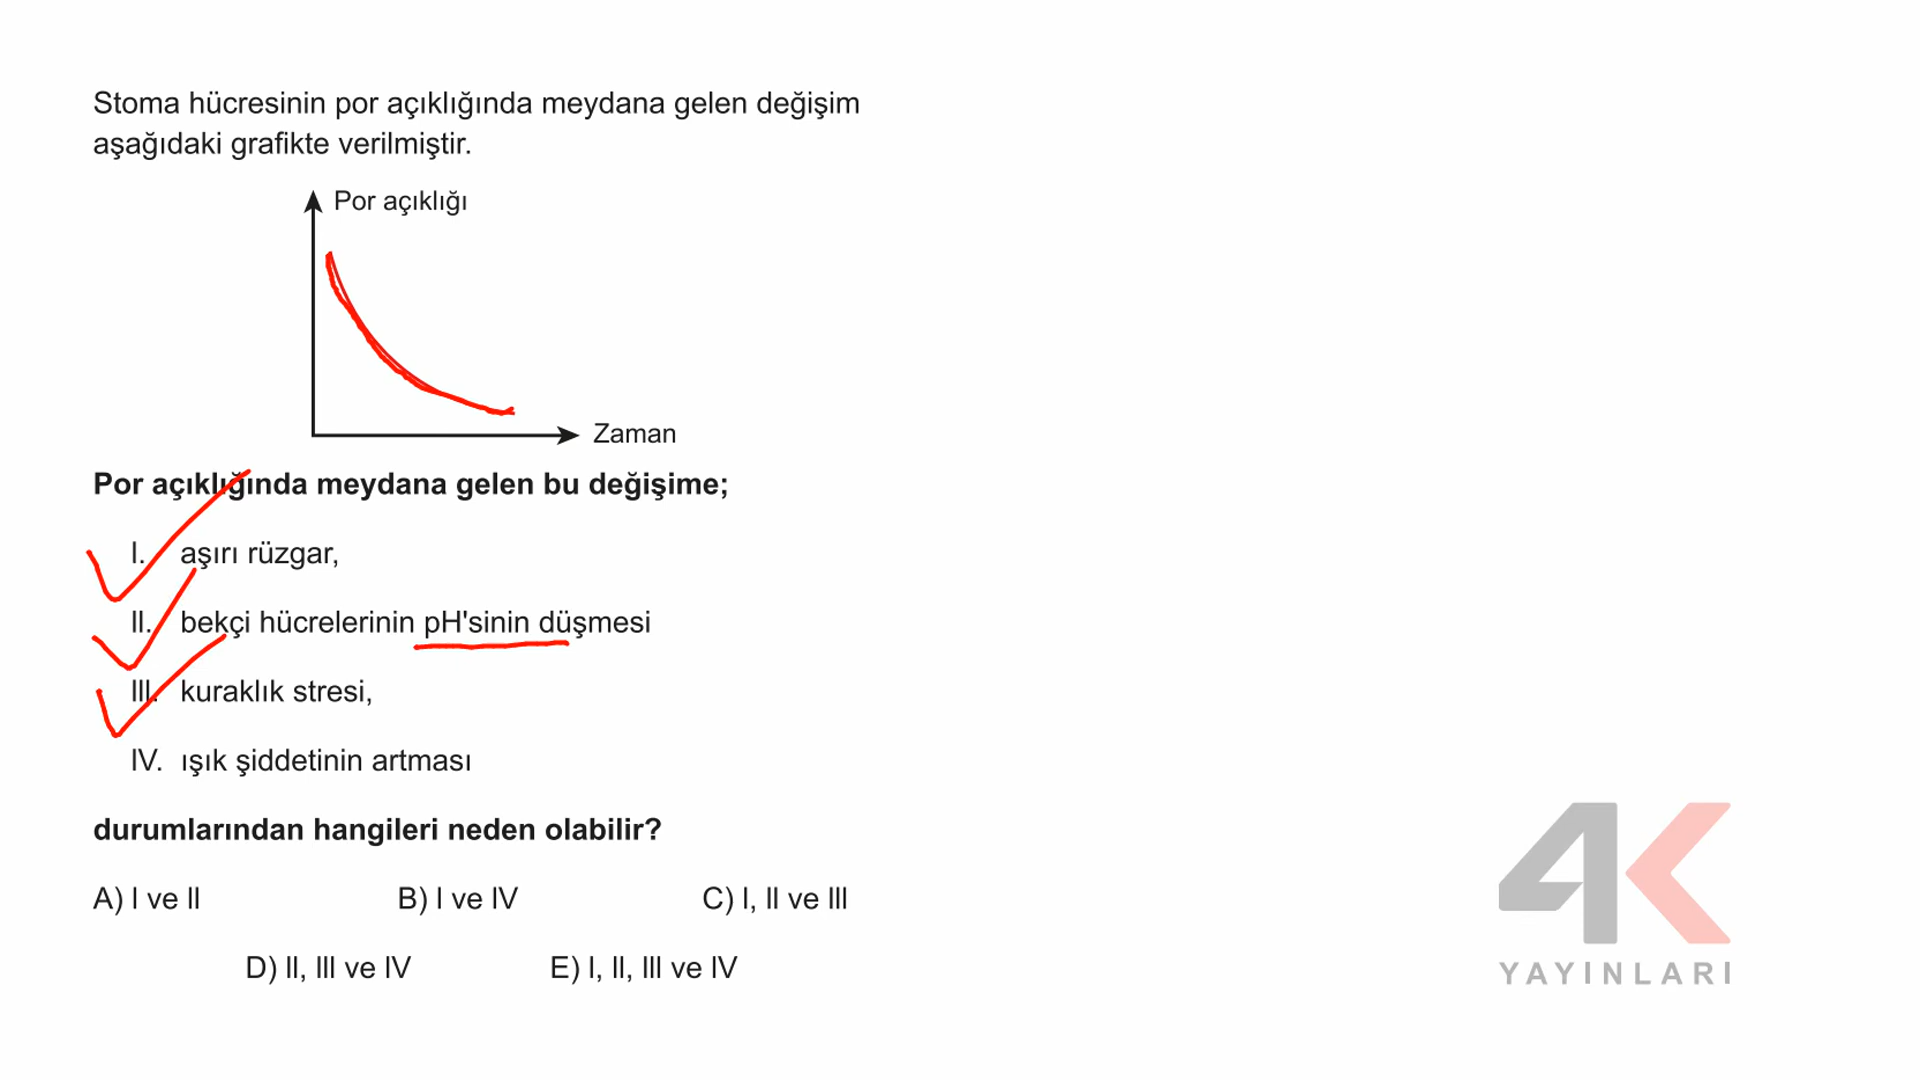 Stoma hücresinin por açıklığında meydana gelen değişim
aşağıdaki grafikte verilmiştir.
Por açıklığı
Zaman
Por açıklığında meydana gelen bu değişime;
I. aşırı rüzgar,
II. bekçi hücrelerinin pH'sinin düşmesi
III. kuraklık stresi,
IV. ışık şiddetinin artması
durumlarından hangileri neden olabilir?
A) I ve II B) I ve IV C) I, II ve III
D) II, III ve IV E) I, II, III ve IV
4K
YAYINLARI